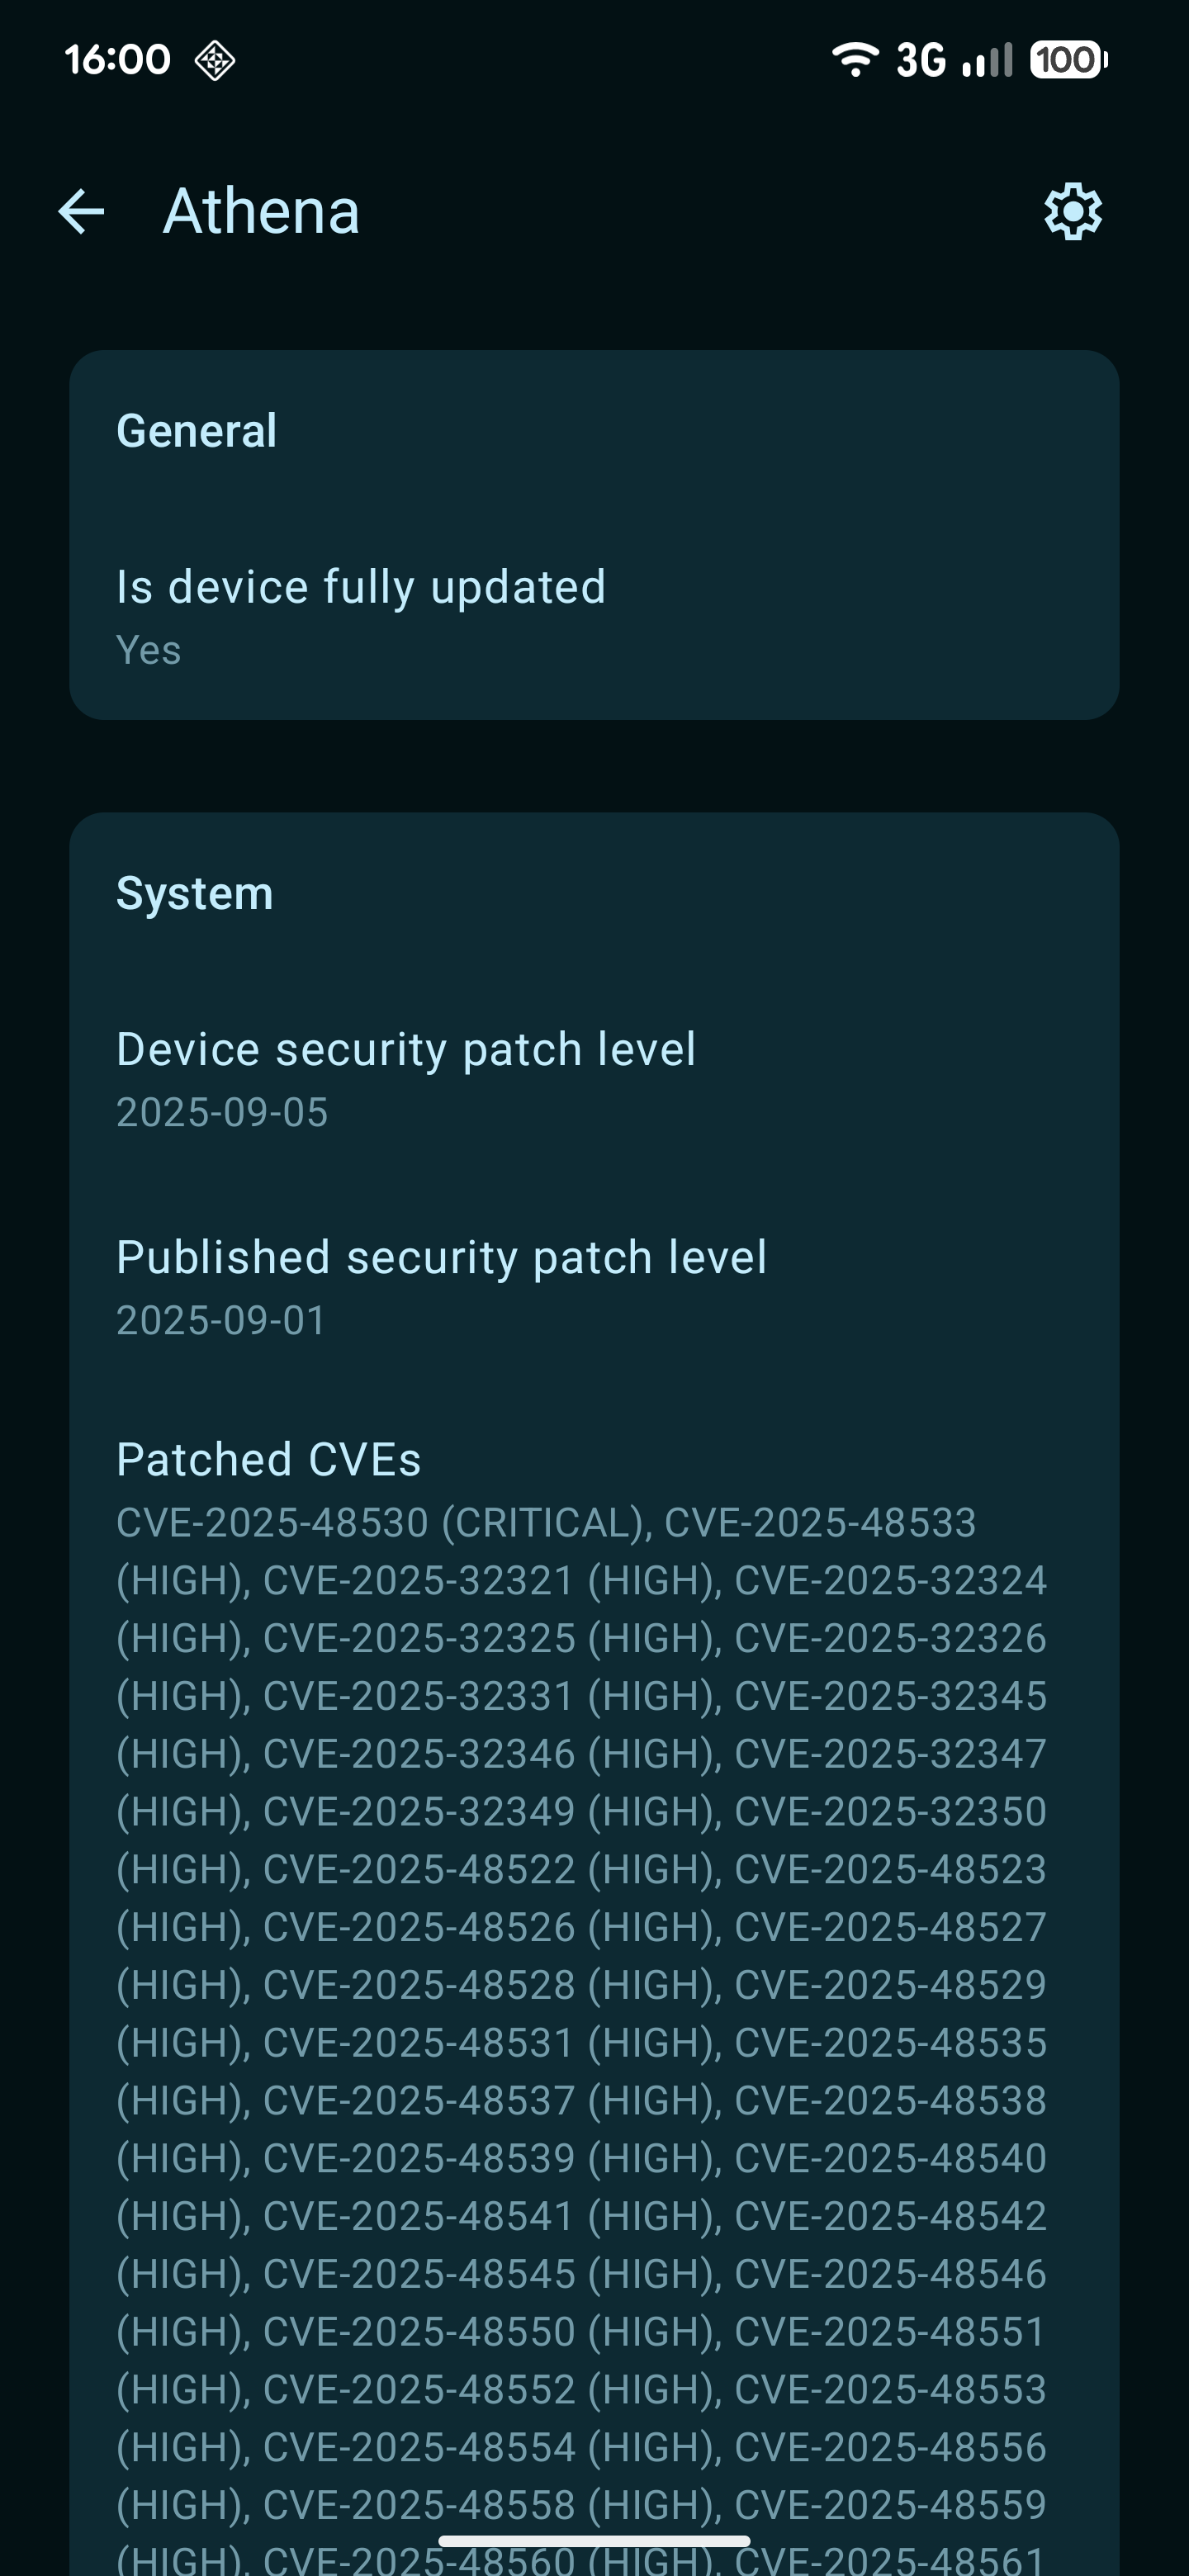 16:00
3G
100
Athena
General
Is device fully updated
Yes
System
Device security patch level
2025-09-05
Published security patch level
2025-09-01
Patched CVEs
CVE-2025-48530 (CRITICAL), CVE-2025-48533
(HIGH), CVE-2025-32321 (HIGH), CVE-2025-32324
(HIGH), CVE-2025-32325 (HIGH), CVE-2025-32326
(HIGH), CVE-2025-32331 (HIGH), CVE-2025-32345
(HIGH), CVE-2025-32346 (HIGH), CVE-2025-32347
(HIGH), CVE-2025-32349 (HIGH), CVE-2025-32350
(HIGH), CVE-2025-48522 (HIGH), CVE-2025-48523
(HIGH), CVE-2025-48526 (HIGH), CVE-2025-48527
(HIGH), CVE-2025-48528 (HIGH), CVE-2025-48529
(HIGH), CVE-2025-48531 (HIGH), CVE-2025-48535
(HIGH), CVE-2025-48537 (HIGH), CVE-2025-48538
(HIGH), CVE-2025-48539 (HIGH), CVE-2025-48540
(HIGH), CVE-2025-48541 (HIGH), CVE-2025-48542
(HIGH), CVE-2025-48545 (HIGH), CVE-2025-48546
(HIGH), CVE-2025-48550 (HIGH), CVE-2025-48551
(HIGH), CVE-2025-48552 (HIGH), CVE-2025-48553
(HIGH), CVE-2025-48554 (HIGH), CVE-2025-48556
(HIGH), CVE-2025-48558 (HIGH), CVE-2025-48559
(HIGH), CVE-2025-48560 (HIGH), CVE-2025-48561